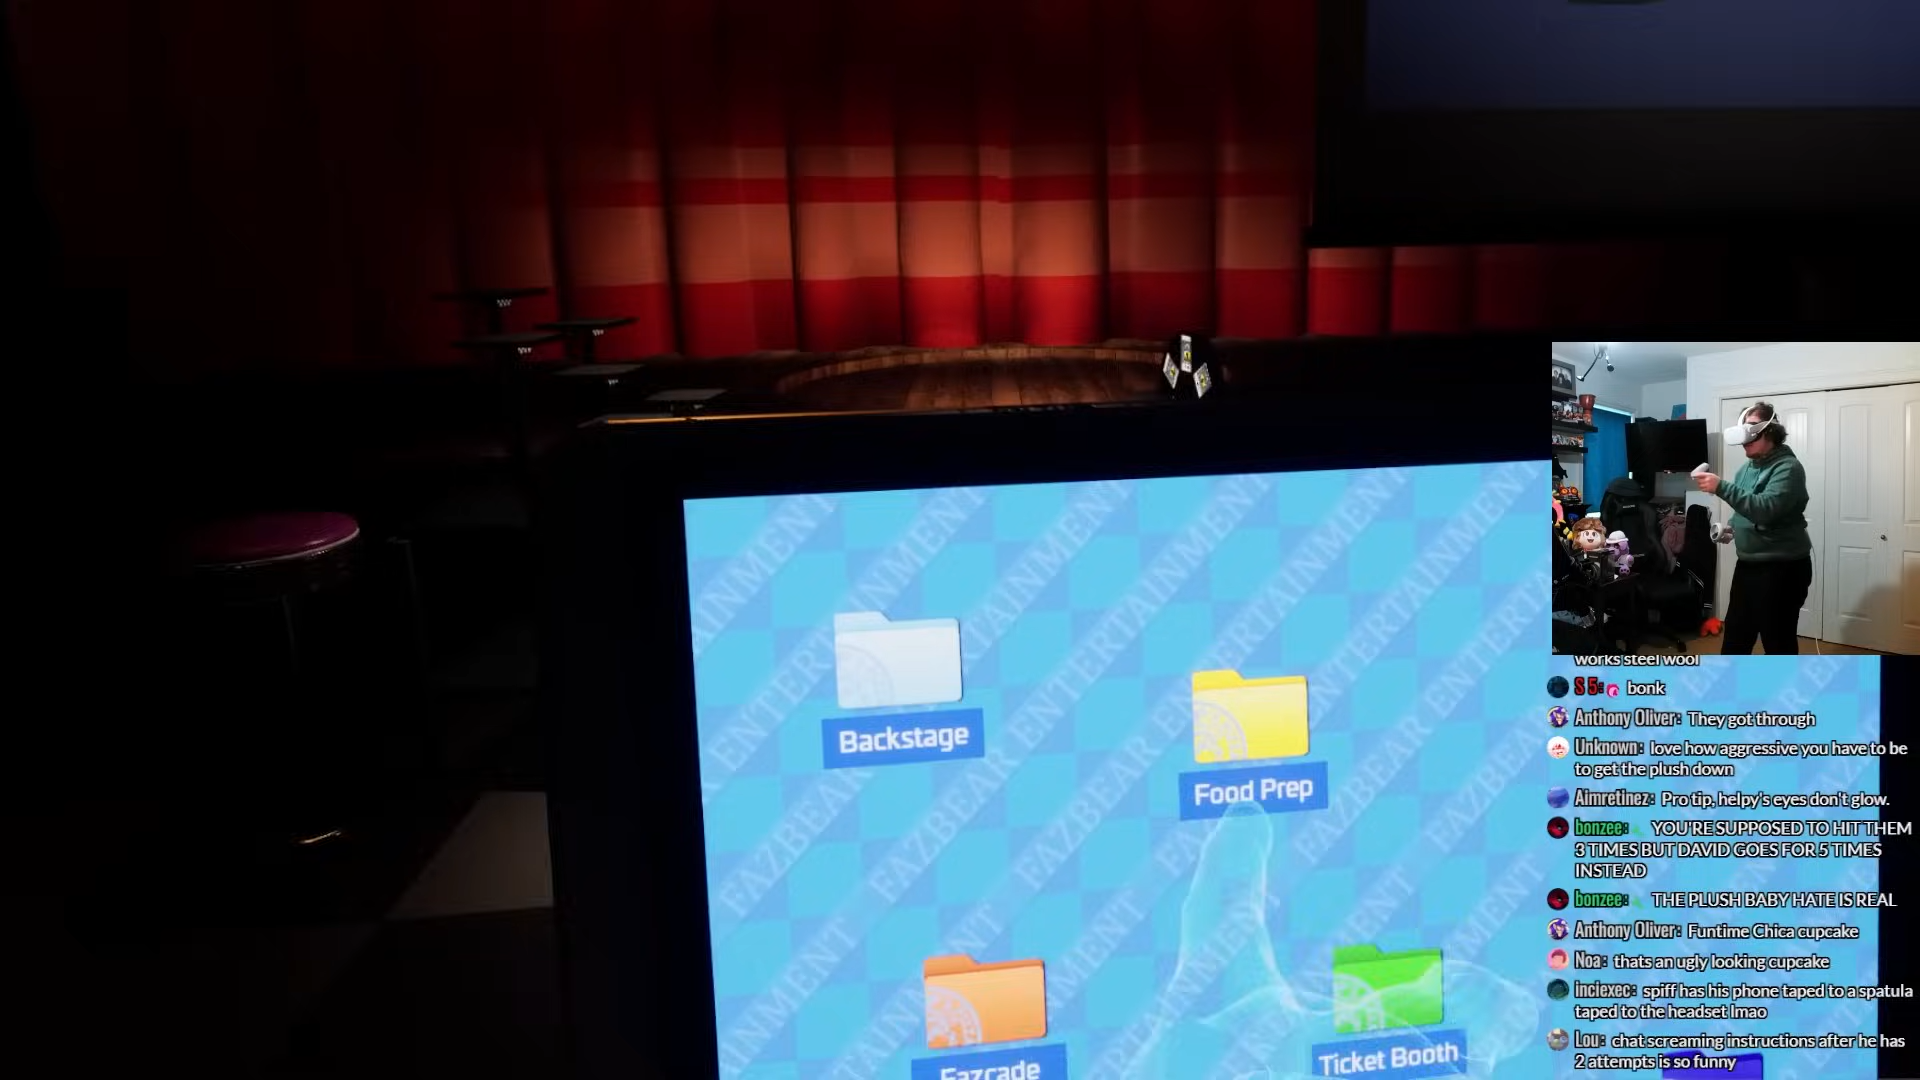 Backstage
Food Prep
Fazcade
Ticket Booth
FAZBEAR ENTERTAINMENT
works steel wool
S 5: bonk
Anthony Oliver: They got through
Unknown: love how aggressive you have to be
to get the plush down
Aimretinez: Pro tip, helpy's eyes don't glow.
bonzee: YOU'RE SUPPOSED TO HIT THEM
3 TIMES BUT DAVID GOES FOR 5 TIMES
INSTEAD
bonzee: THE PLUSH BABY HATE IS REAL
Anthony Oliver: Funtime Chica cupcake
Noa: thats an ugly looking cupcake
inciexec: spiff has his phone taped to a spatula
taped to the headset lmao
Lou: chat screaming instructions after he has
2 attempts is so funny